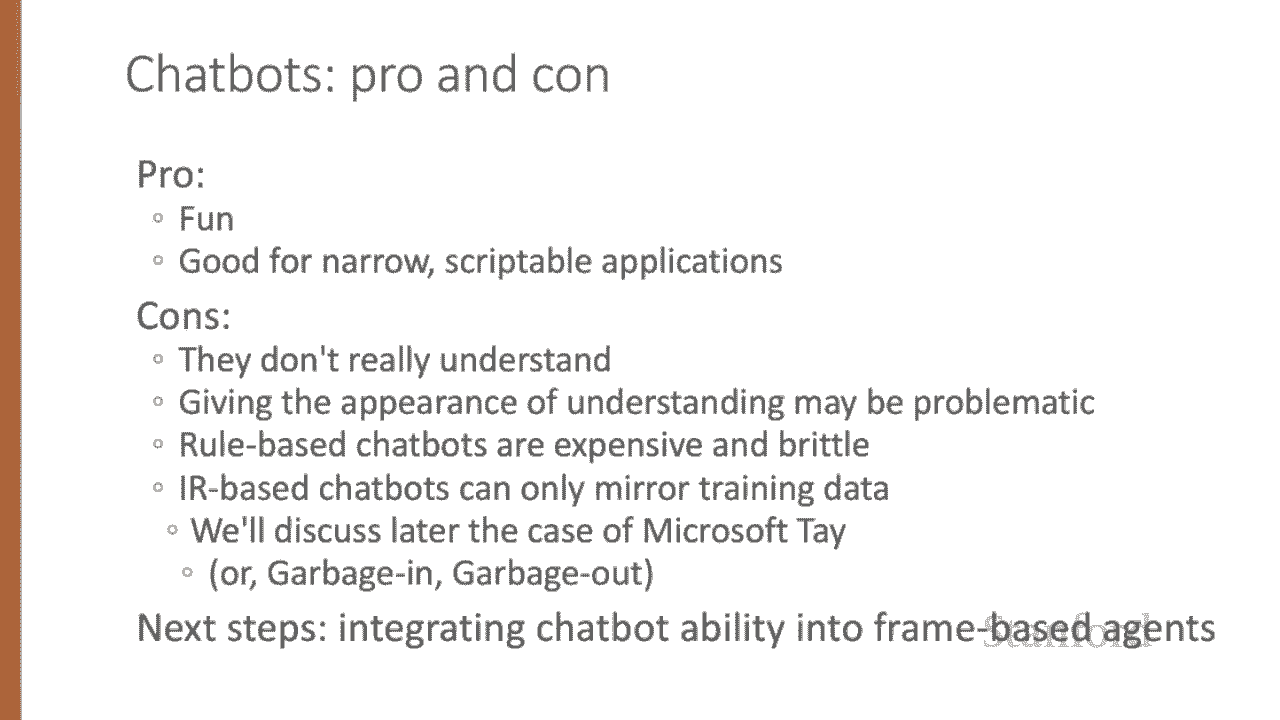 Chatbots: pro and con
Pro:
◦ Fun
◦ Good for narrow, scriptable applications
Cons:
◦ They don't really understand
◦ Giving the appearance of understanding may be problematic
◦ Rule-based chatbots are expensive and brittle
◦ IR-based chatbots can only mirror training data
◦ We'll discuss later the case of Microsoft Tay
◦ (or, Garbage-in, Garbage-out)
Next steps: integrating chatbot ability into frame-based agents
Stanford